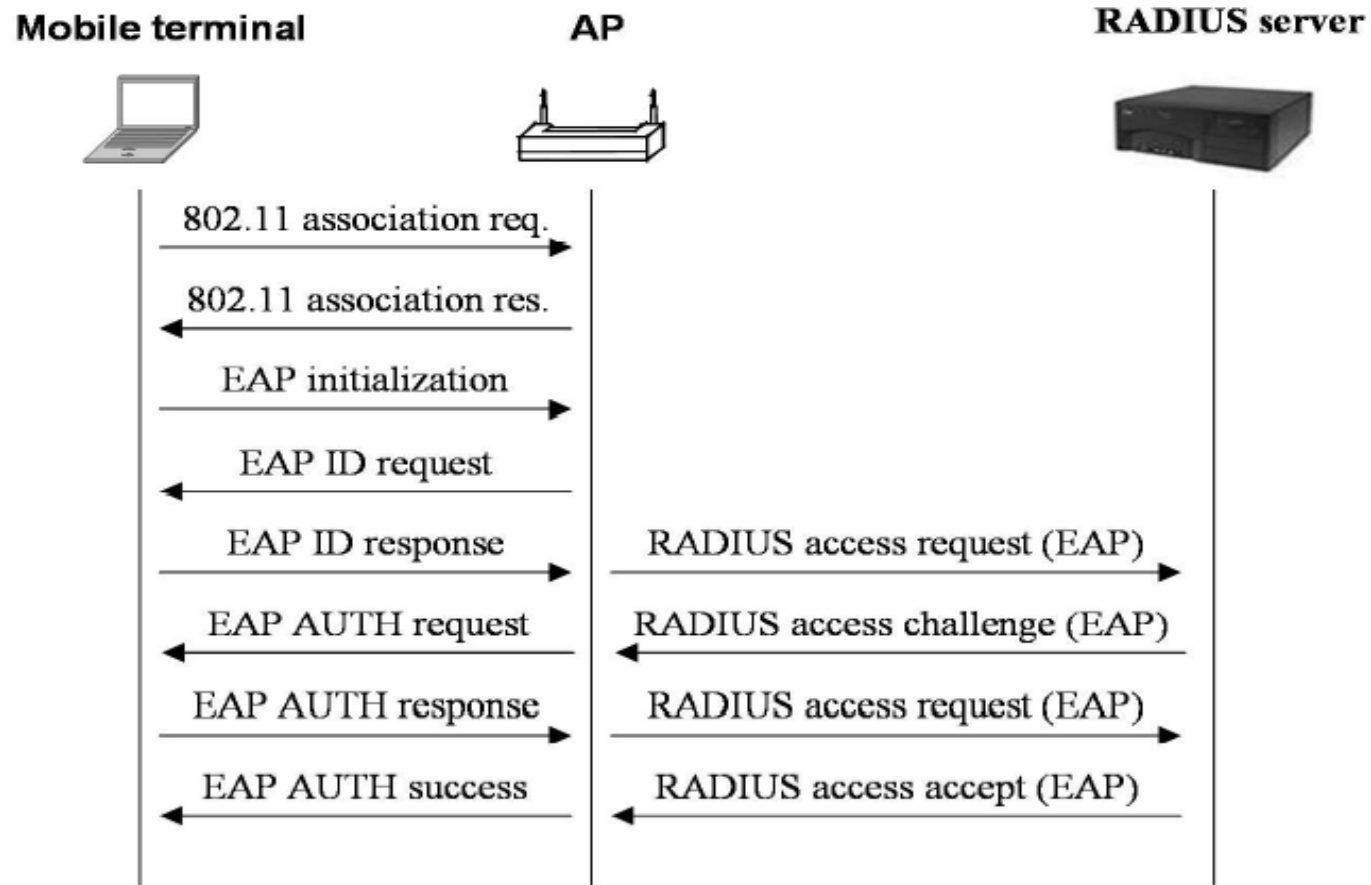 Mobile terminal
AP
RADIUS server
802.11 association req.
802.11 association res.
EAP initialization
EAP ID request
EAP ID response
RADIUS access request (EAP)
EAP AUTH request
RADIUS access challenge (EAP)
EAP AUTH response
RADIUS access request (EAP)
EAP AUTH success
RADIUS access accept (EAP)